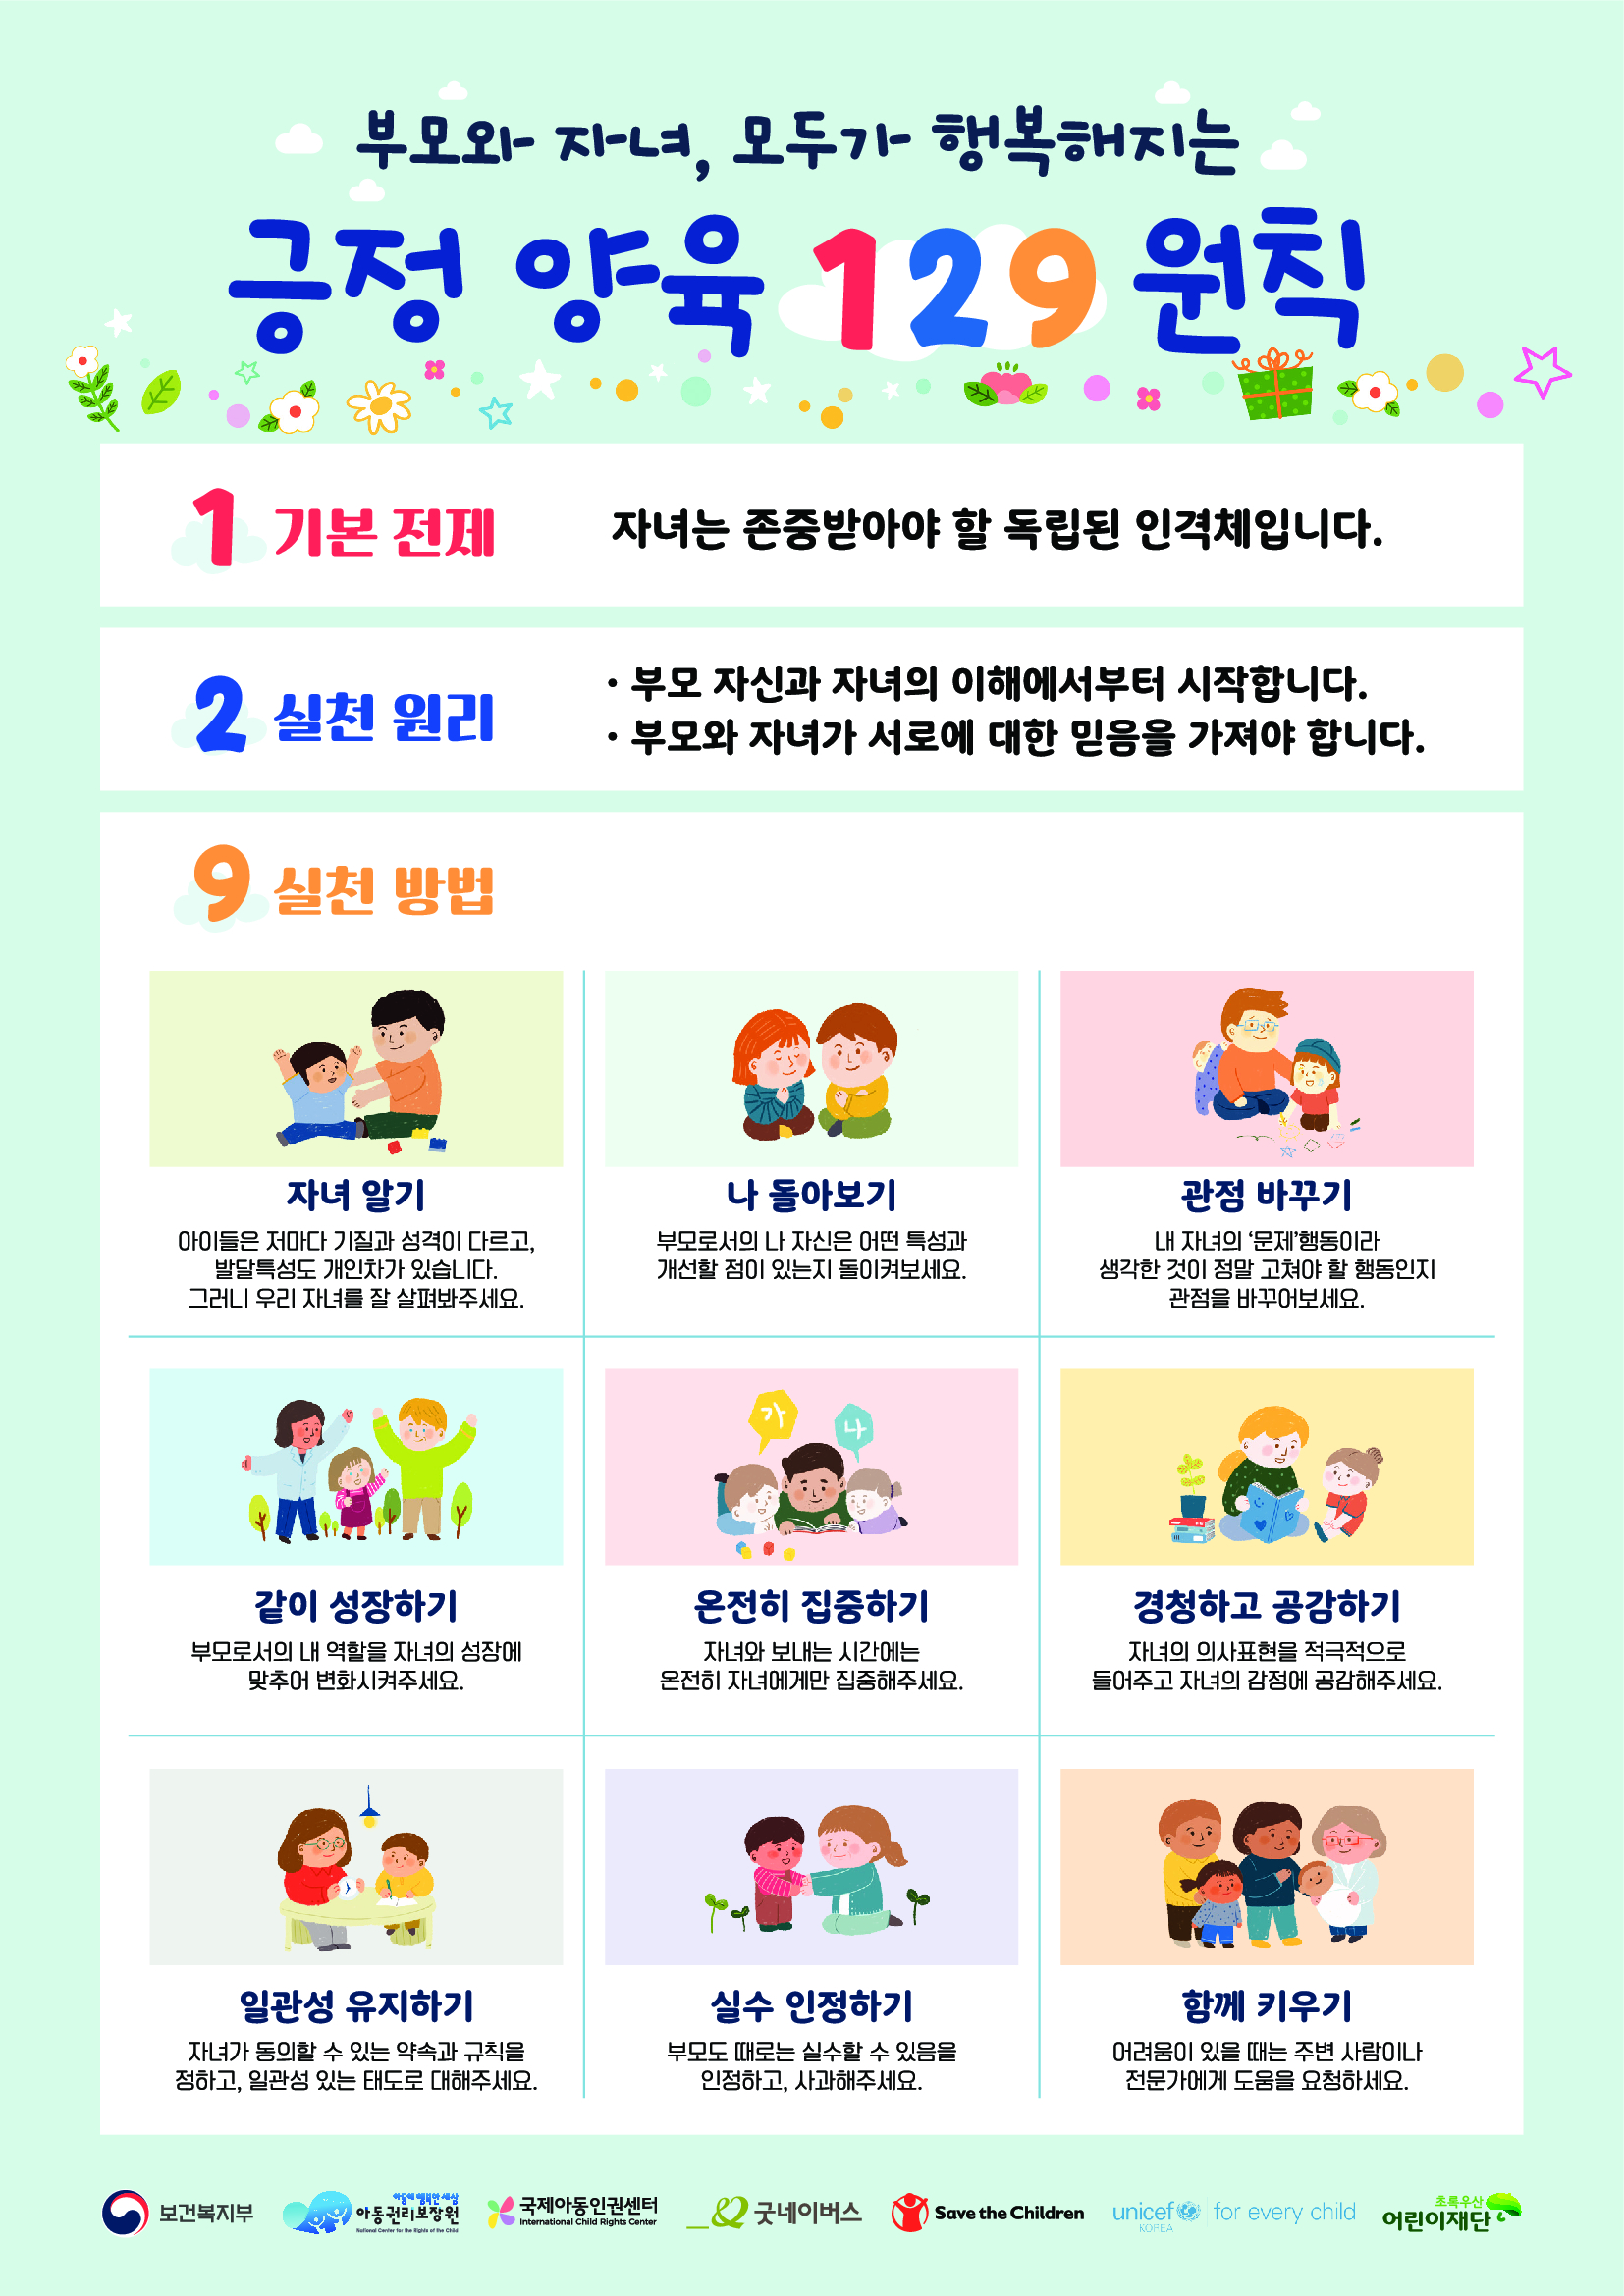 부모와 자녀, 모두가 행복해지는
긍정 양육 129 원칙
1 기본 전제
자녀는 존중받아야 할 독립된 인격체입니다.
2 실천 원리
· 부모 자신과 자녀의 이해에서부터 시작합니다.
· 부모와 자녀가 서로에 대한 믿음을 가져야 합니다.
9 실천 방법
자녀 알기
아이들은 저마다 기질과 성격이 다르고,
발달특성도 개인차가 있습니다.
그러니 우리 자녀를 잘 살펴봐주세요.
나 돌아보기
부모로서의 나 자신은 어떤 특성과
개선할 점이 있는지 돌이켜보세요.
관점 바꾸기
내 자녀의 ‘문제’행동이라
생각한 것이 정말 고쳐야 할 행동인지
관점을 바꾸어보세요.
같이 성장하기
부모로서의 내 역할을 자녀의 성장에
맞추어 변화시켜주세요.
가
나
온전히 집중하기
자녀와 보내는 시간에는
온전히 자녀에게만 집중해주세요.
경청하고 공감하기
자녀의 의사표현을 적극적으로
들어주고 자녀의 감정에 공감해주세요.
일관성 유지하기
자녀가 동의할 수 있는 약속과 규칙을
정하고, 일관성 있는 태도로 대해주세요.
실수 인정하기
부모도 때로는 실수할 수 있음을
인정하고, 사과해주세요.
함께 키우기
어려움이 있을 때는 주변 사람이나
전문가에게 도움을 요청하세요.
보건복지부
아동이 행복한 세상
아동권리보장원
National Center for the Rights of the Child
국제아동인권센터
International Child Rights Center
굿네이버스
Save the Children
unicef for every child
KOREA
초록우산
어린이재단